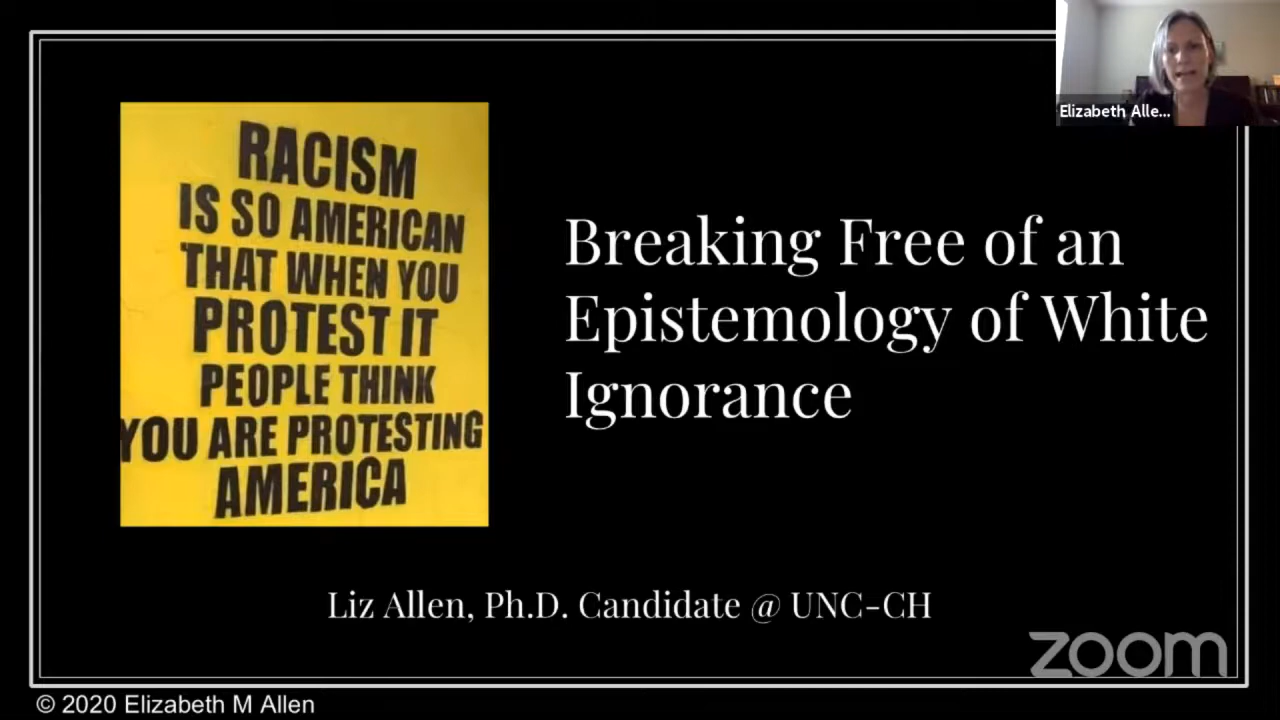 Elizabeth Alle...
RACISM
IS SO AMERICAN
THAT WHEN YOU
PROTEST IT
PEOPLE THINK
YOU ARE PROTESTING
AMERICA
Breaking Free of an
Epistemology of White
Ignorance
Liz Allen, Ph.D. Candidate @ UNC-CH
zoom
© 2020 Elizabeth M Allen